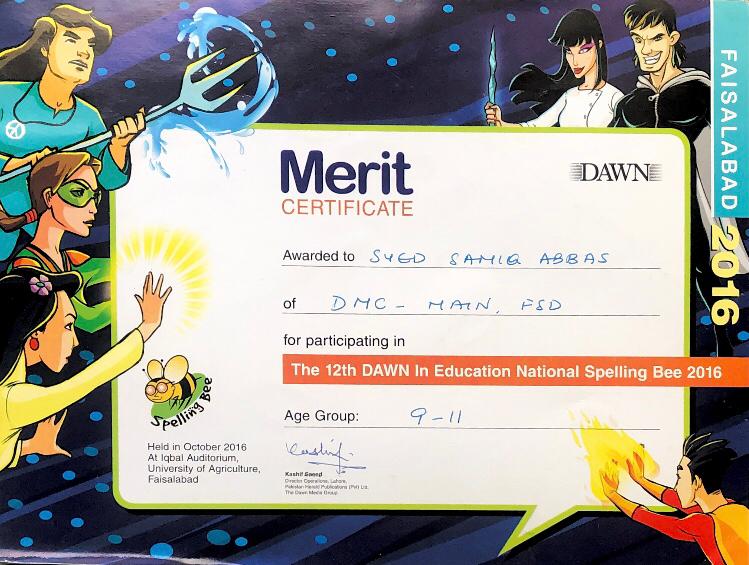 Merit
CERTIFICATE
DAWN
FAISALABAD 2016
Awarded to SYED SAMIQ ABBAS
of DMC - MAIN, FSD
for participating in
The 12th DAWN In Education National Spelling Bee 2016
Age Group: 9-11
Spelling Bee
Held in October 2016
At Iqbal Auditorium,
University of Agriculture,
Faisalabad
Kashif
Kashif Saeed
Director Operations, Lahore,
Pakistan Herald Publications (Pvt) Ltd.
The Dawn Media Group